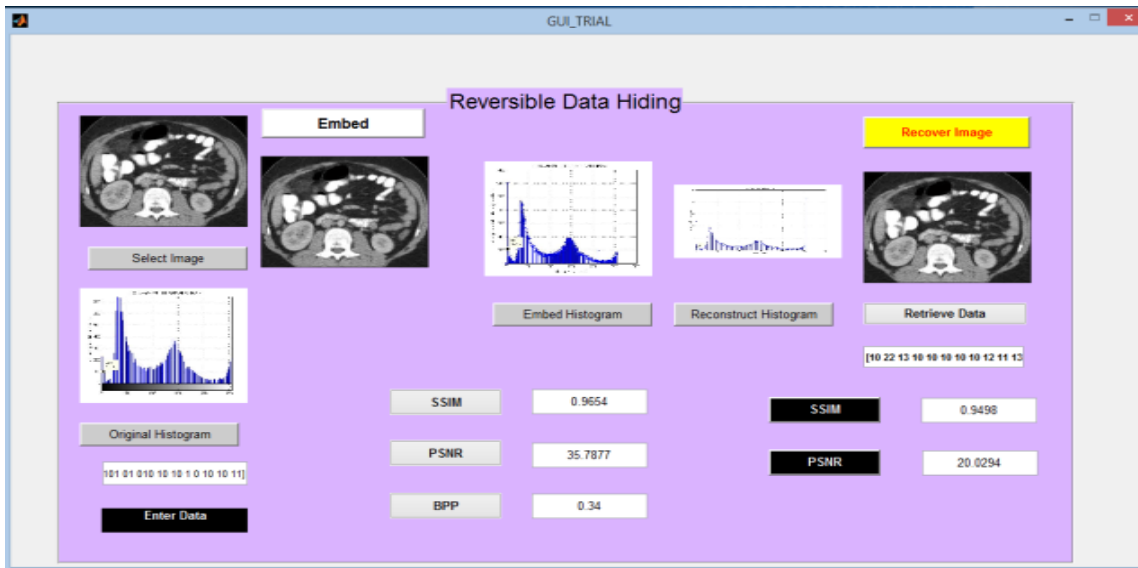 GUI_TRIAL
Reversible Data Hiding
Embed
Recover Image
Select Image
Embed Histogram
Reconstruct Histogram
Retrieve Data
[10 22 13 10 10 10 10 10 12 11 13
SSIM
0.9654
SSIM
0.9498
Original Histogram
PSNR
35.7877
PSNR
20.0294
101 01 010 10 10 1 0 10 10 11]
BPP
0.34
Enter Data